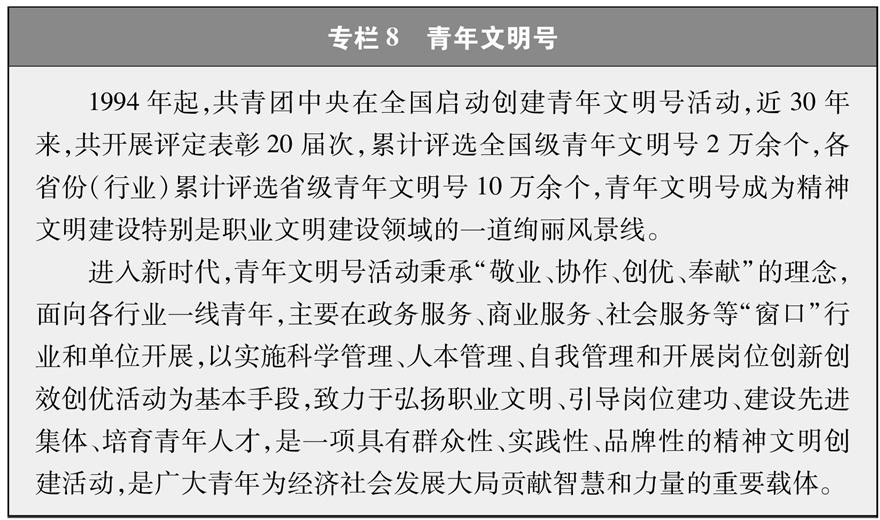 专栏8　青年文明号
1994年起,共青团中央在全国启动创建青年文明号活动,近30年
来,共开展评定表彰20届次,累计评选全国级青年文明号2万余个,各
省份(行业)累计评选省级青年文明号10万余个,青年文明号成为精神
文明建设特别是职业文明建设领域的一道绚丽风景线。
进入新时代,青年文明号活动秉承“敬业、协作、创优、奉献”的理念,
面向各行业一线青年,主要在政务服务、商业服务、社会服务等“窗口”行
业和单位开展,以实施科学管理、人本管理、自我管理和开展岗位创新创
效创优活动为基本手段,致力于弘扬职业文明、引导岗位建功、建设先进
集体、培育青年人才,是一项具有群众性、实践性、品牌性的精神文明创
建活动,是广大青年为经济社会发展大局贡献智慧和力量的重要载体。